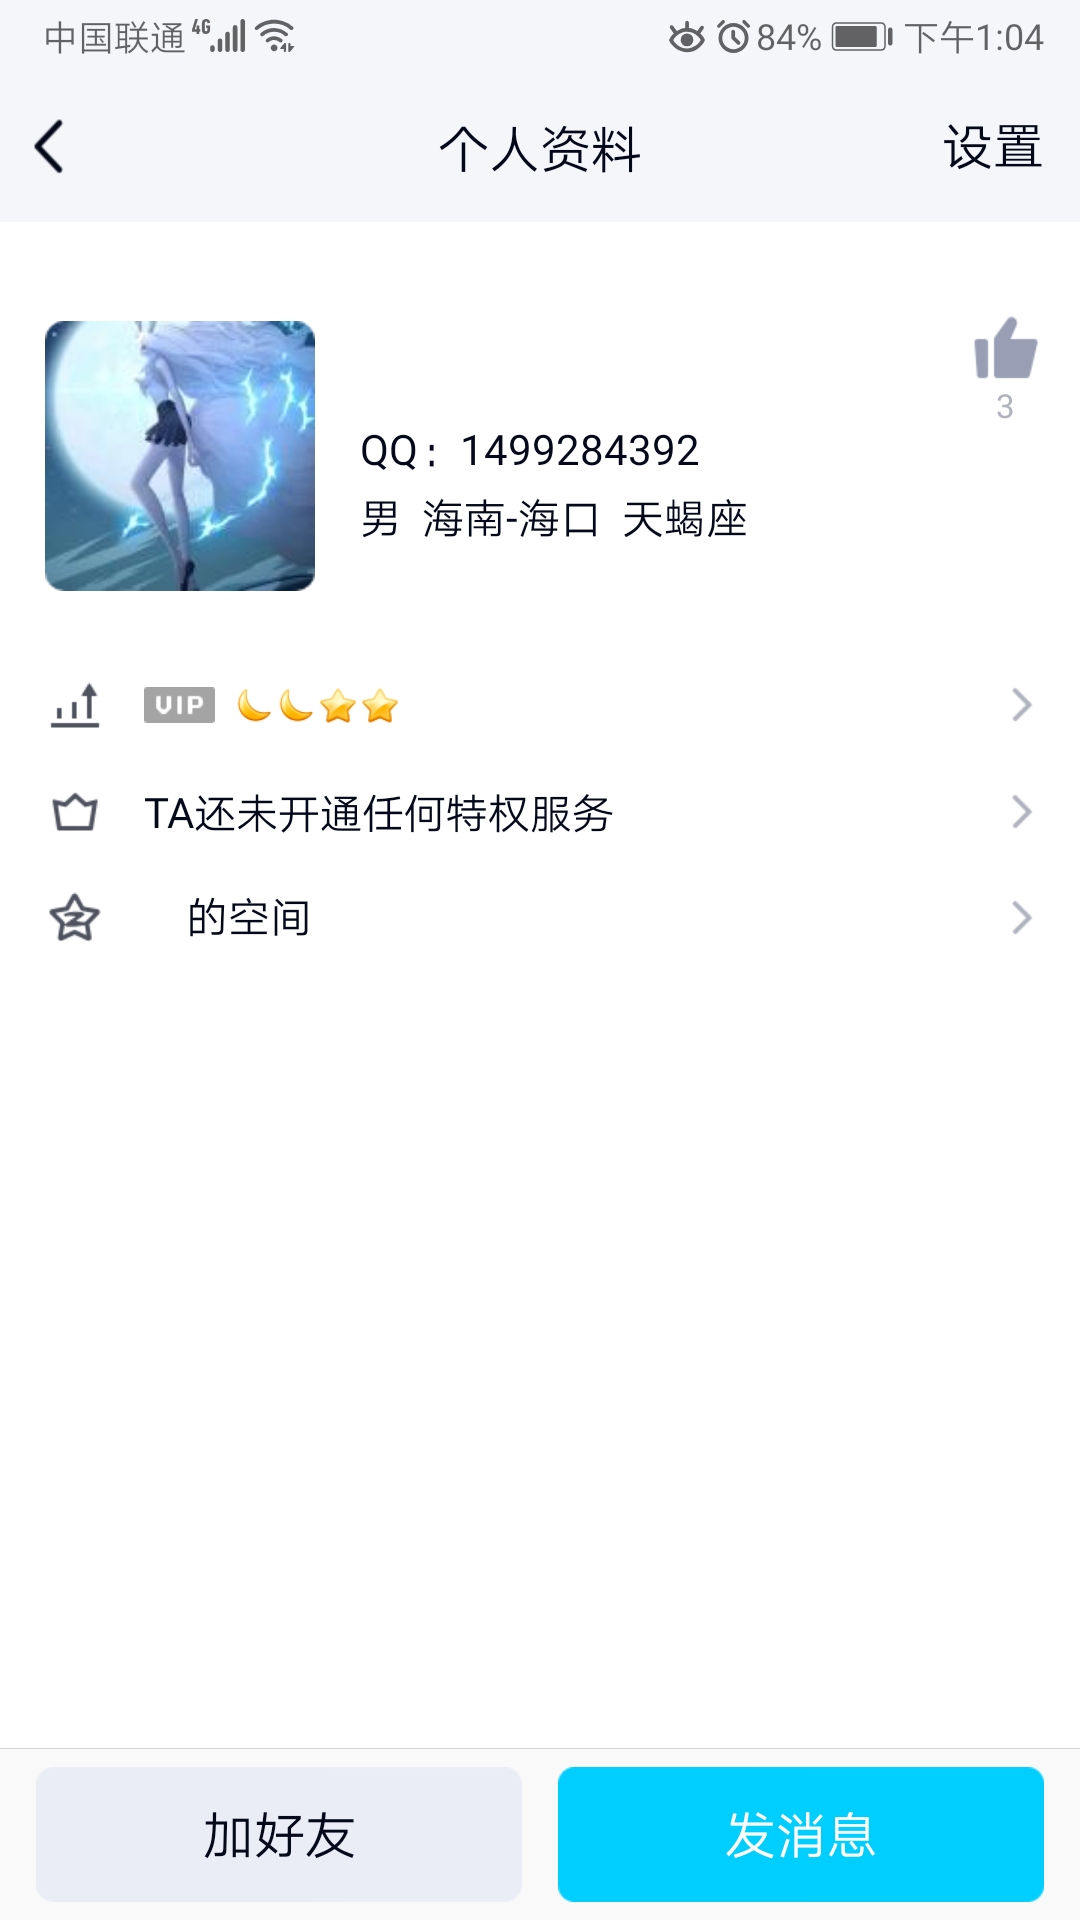 中国联通 4G 84% 下午1:04
个人资料 设置
3
QQ：1499284392
男 海南-海口 天蝎座
VIP
TA还未开通任何特权服务
的空间
加好友 发消息